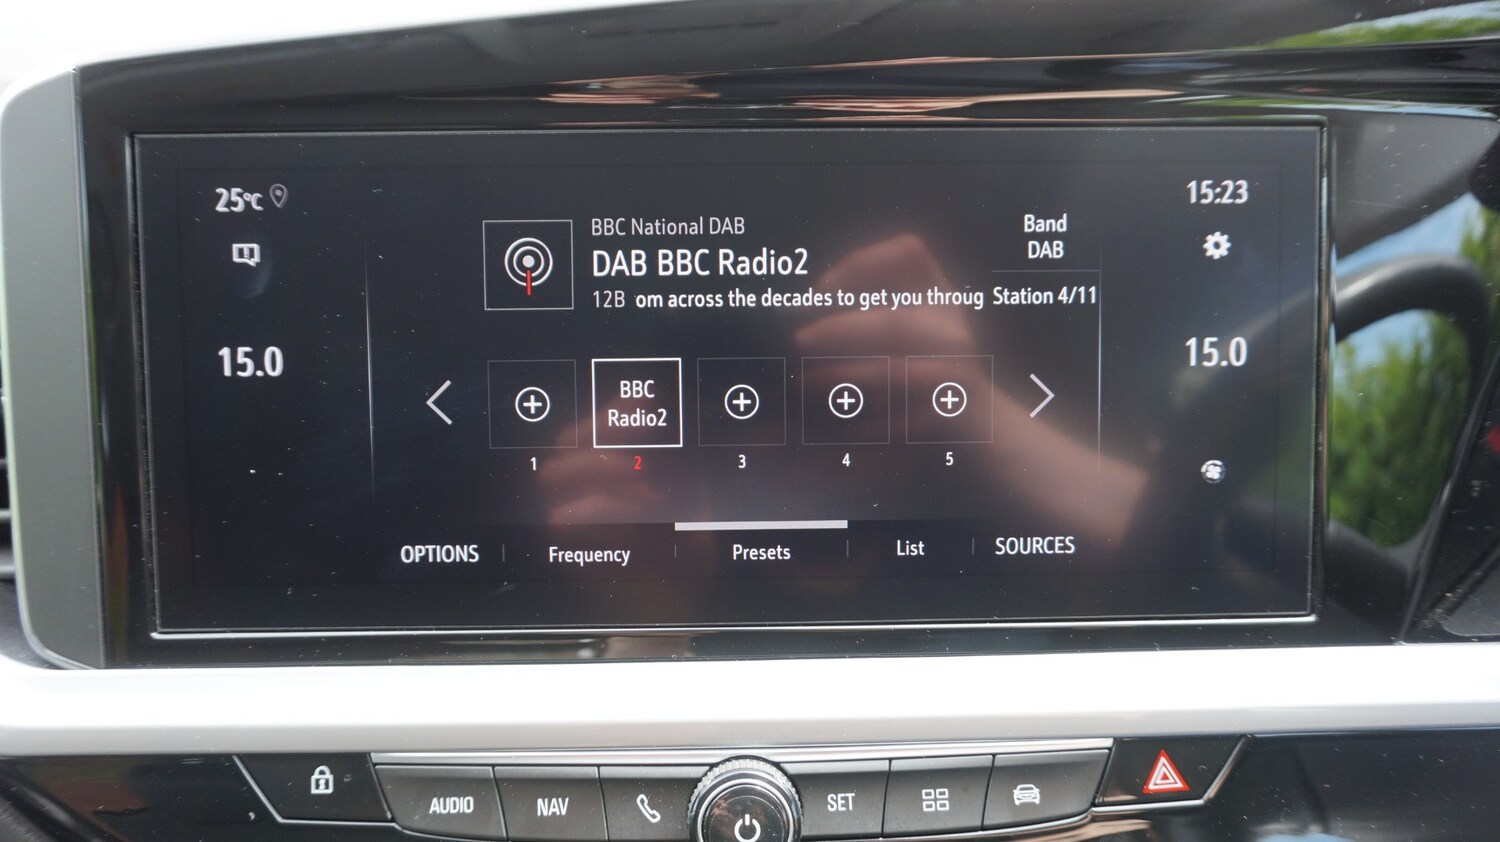 25°C
15.0
BBC National DAB
DAB BBC Radio2
12B om across the decades to get you throug
Band
DAB
Station 4/11
15:23
15.0
BBC
Radio2
1
2
3
4
5
OPTIONS
Frequency
Presets
List
SOURCES
AUDIO
NAV
SET